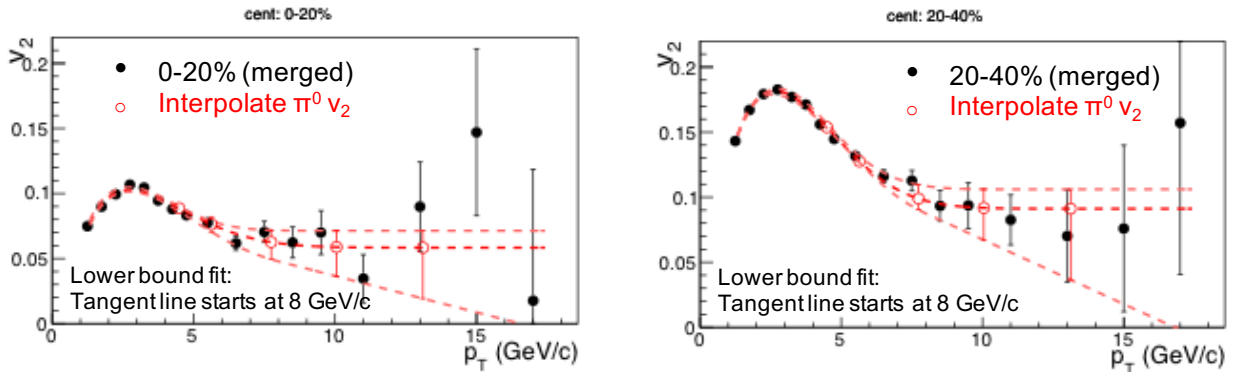 cent: 0-20%
v2
0.2
0.15
0.1
0.05
0
● 0-20% (merged)
○ Interpolate π⁰ v₂
Lower bound fit:
Tangent line starts at 8 GeV/c
0 5 10 15
p_T (GeV/c)
cent: 20-40%
v2
0.2
0.15
0.1
0.05
0
● 20-40% (merged)
○ Interpolate π⁰ v₂
Lower bound fit:
Tangent line starts at 8 GeV/c
0 5 10 15
p_T (GeV/c)